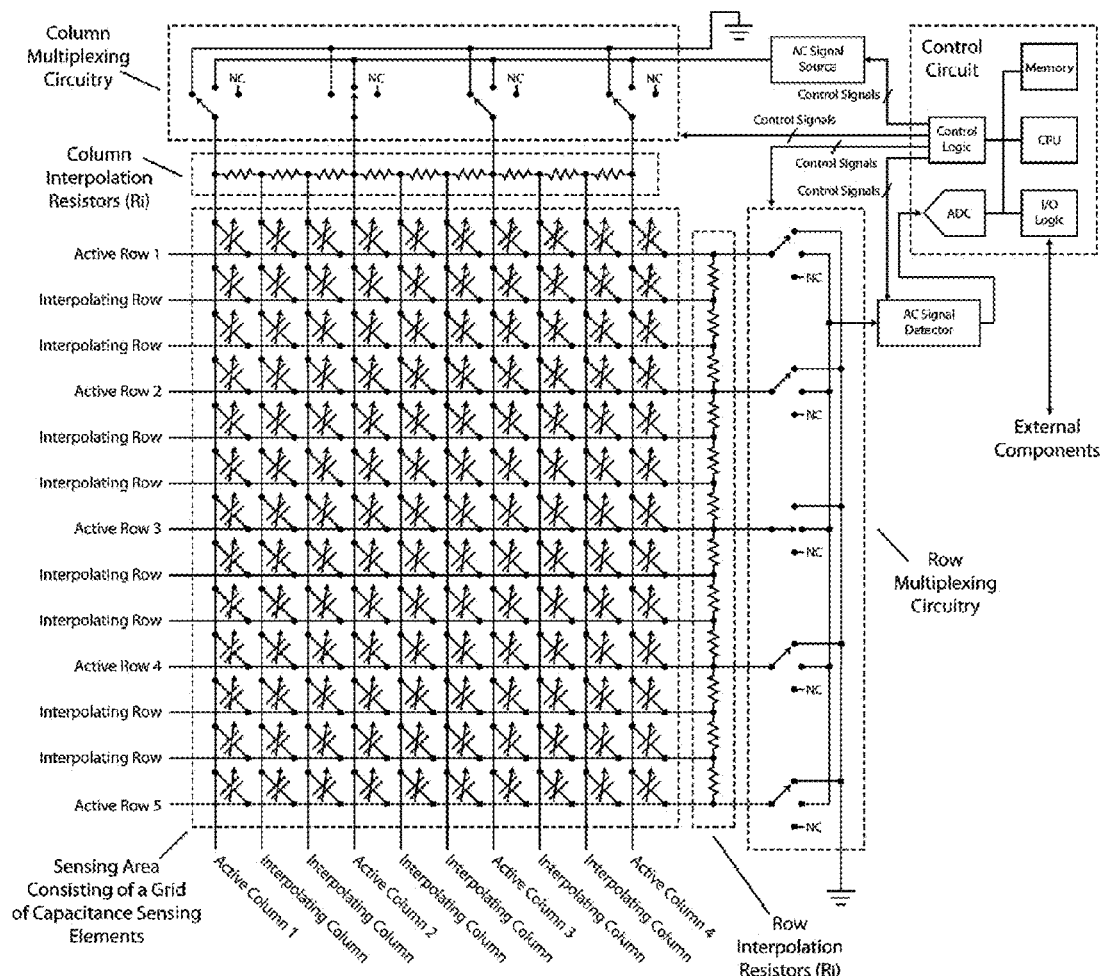 Column
Multiplexing
Circuitry
NC
NC
NC
NC
AC Signal
Source
Control
Circuit
Memory
Control Signals
Control Signals
Control
Logic
CPU
Control Signals
Control Signals
ADC
I/O
Logic
Column
Interpolation
Resistors (Ri)
Active Row 1
NC
Interpolating Row
AC Signal
Detector
Interpolating Row
Active Row 2
NC
Interpolating Row
External
Components
Interpolating Row
Active Row 3
NC
Interpolating Row
Row
Multiplexing
Circuitry
Interpolating Row
Active Row 4
NC
Interpolating Row
Interpolating Row
Active Row 5
NC
Sensing Area
Consisting of a Grid
of Capacitance Sensing
Elements
Active Column 1
Interpolating Column
Interpolating Column
Active Column 2
Interpolating Column
Interpolating Column
Active Column 3
Interpolating Column
Interpolating Column
Active Column 4
Row
Interpolation
Resistors (Ri)